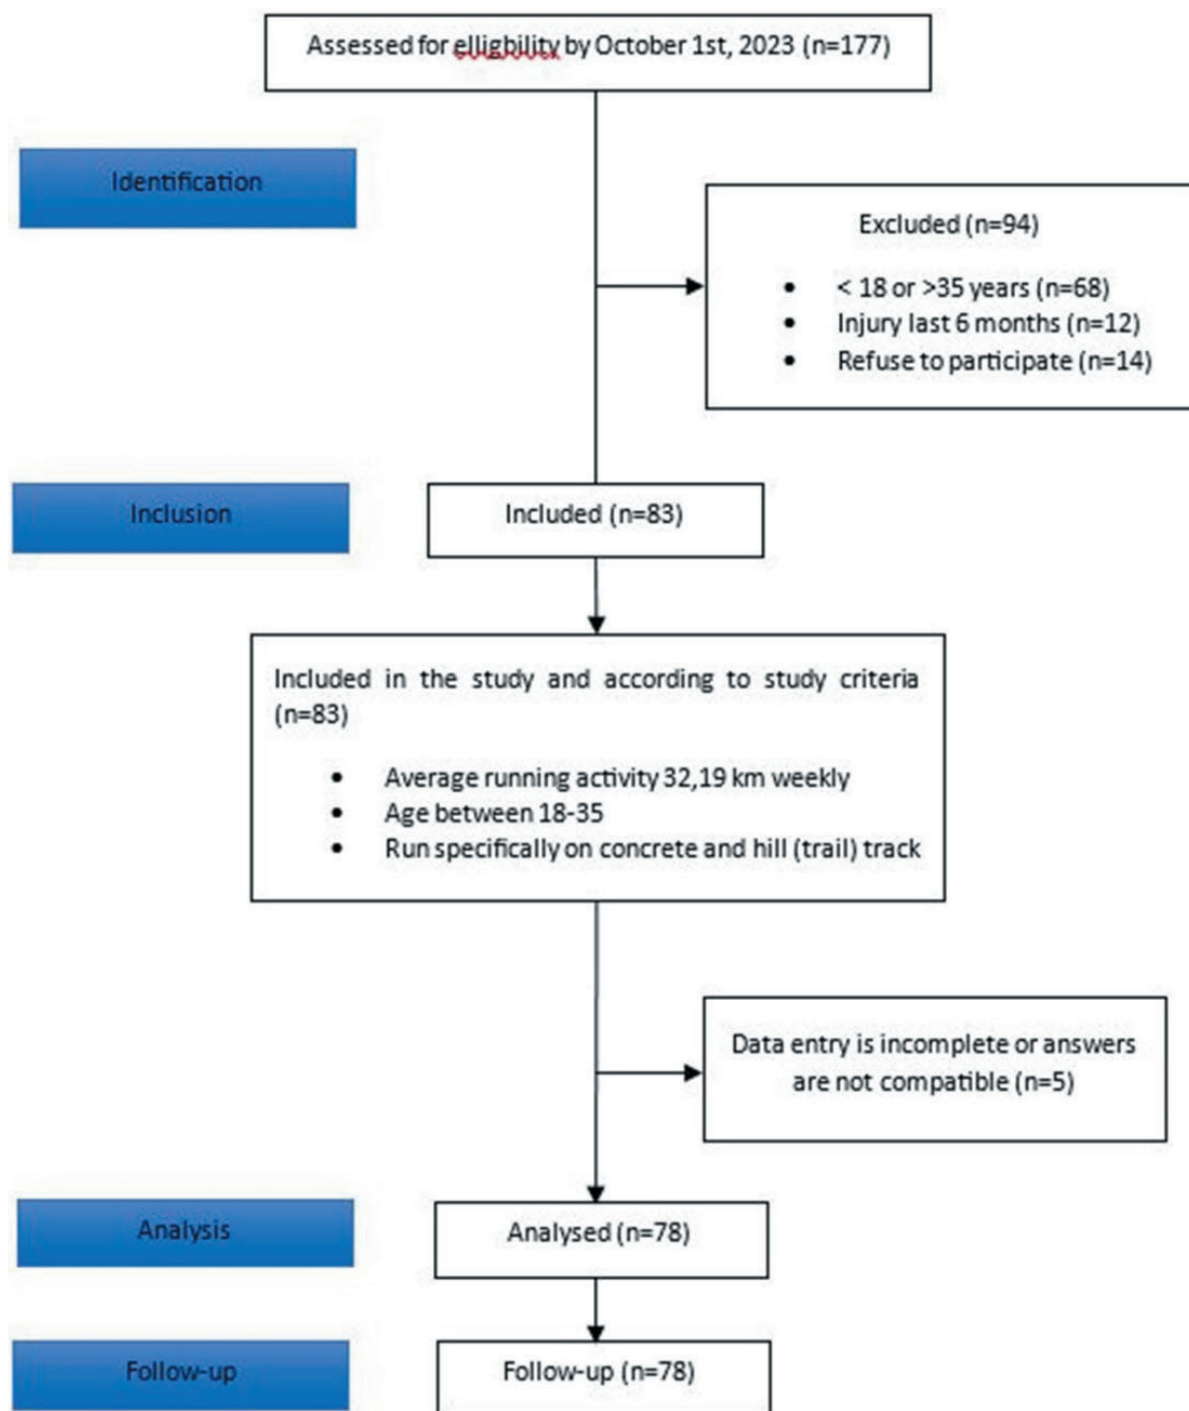 Assessed for elligbility by October 1st, 2023 (n=177)
Identification
Excluded (n=94)
• < 18 or >35 years (n=68)
• Injury last 6 months (n=12)
• Refuse to participate (n=14)
Inclusion
Included (n=83)
Included in the study and according to study criteria
(n=83)
• Average running activity 32,19 km weekly
• Age between 18-35
• Run specifically on concrete and hill (trail) track
Data entry is incomplete or answers
are not compatible (n=5)
Analysis
Analysed (n=78)
Follow-up
Follow-up (n=78)